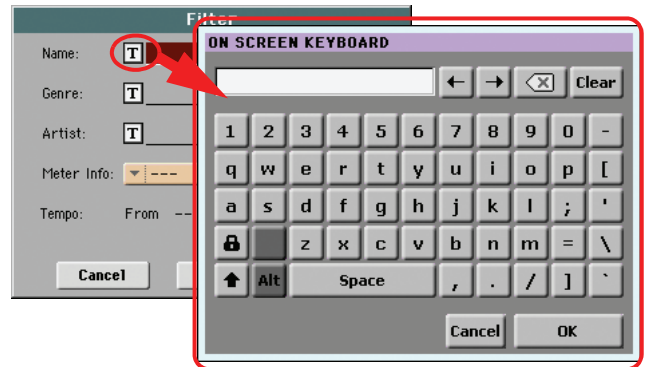 Filter
Name: T
Genre: T
Artist: T
Meter Info: ---
Tempo: From --
Cancel
ON SCREEN KEYBOARD
← → Clear
1 2 3 4 5 6 7 8 9 0 -
q w e r t y u i o p [
a s d f g h j k l ; '
z x c v b n m = \
Alt Space , . / ] `
Cancel OK